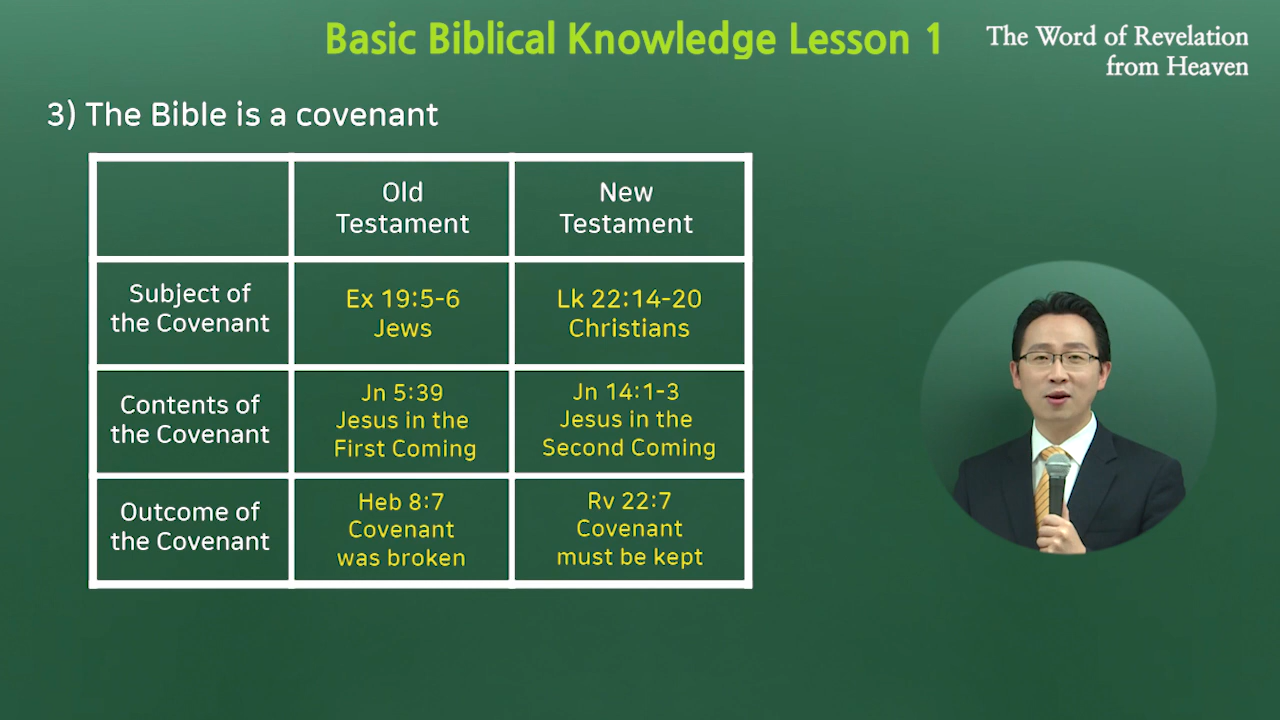 Basic Biblical Knowledge Lesson 1
The Word of Revelation
from Heaven
3) The Bible is a covenant
Old
Testament
New
Testament
Subject of
the Covenant
Ex 19:5-6
Jews
Lk 22:14-20
Christians
Contents of
the Covenant
Jn 5:39
Jesus in the
First Coming
Jn 14:1-3
Jesus in the
Second Coming
Outcome of
the Covenant
Heb 8:7
Covenant
was broken
Rv 22:7
Covenant
must be kept